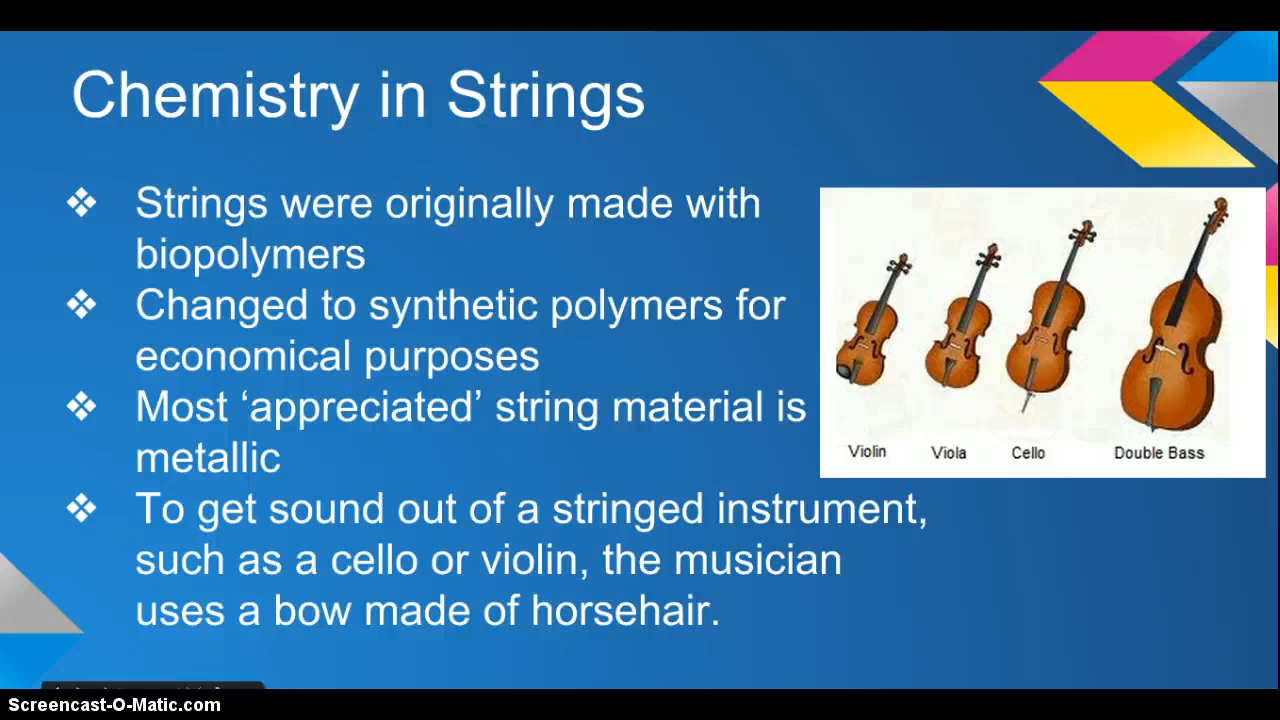 Chemistry in Strings
❖ Strings were originally made with
biopolymers
❖ Changed to synthetic polymers for
economical purposes
❖ Most ‘appreciated’ string material is
metallic
❖ To get sound out of a stringed instrument,
such as a cello or violin, the musician
uses a bow made of horsehair.
Violin Viola Cello Double Bass
Screencast-O-Matic.com